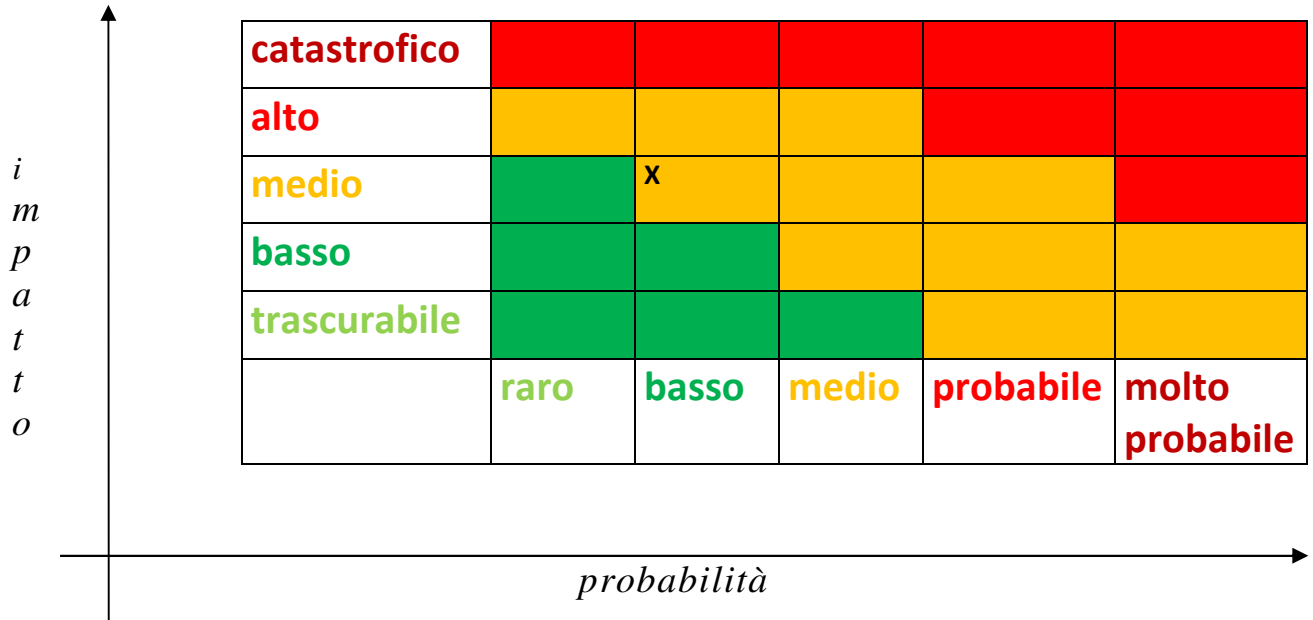 catastrofico
alto
medio
x
basso
trascurabile
raro
basso
medio
probabile
molto
probabile
i
m
p
a
t
t
o
probabilità